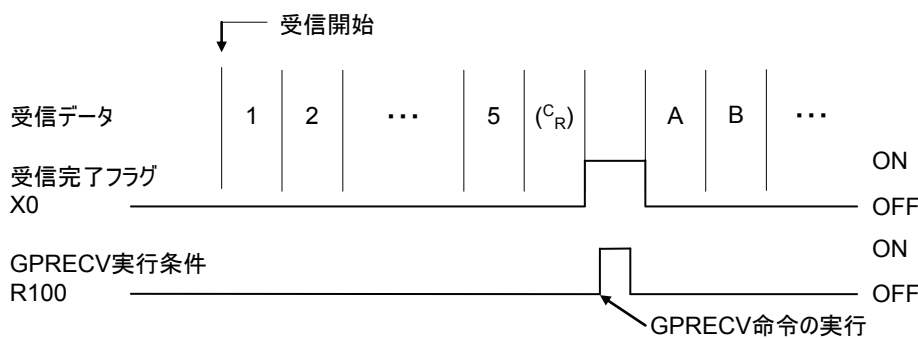 受信開始
受信データ 1 2 ··· 5 (CR) A B ···
受信完了フラグ ON
X0 OFF
GPRECV実行条件 ON
R100 OFF
GPRECV命令の実行